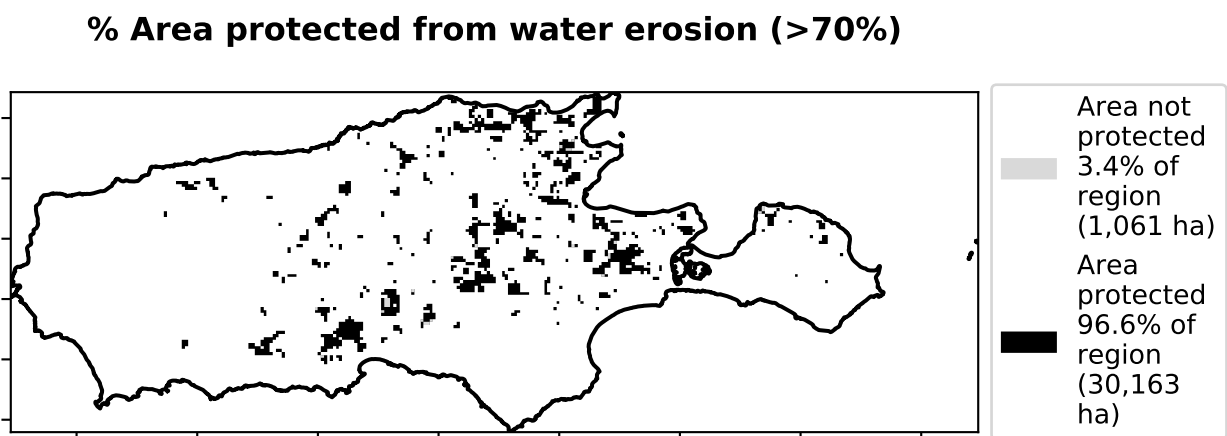 % Area protected from water erosion (>70%)
Area not
protected
3.4% of
region
(1,061 ha)
Area
protected
96.6% of
region
(30,163
ha)